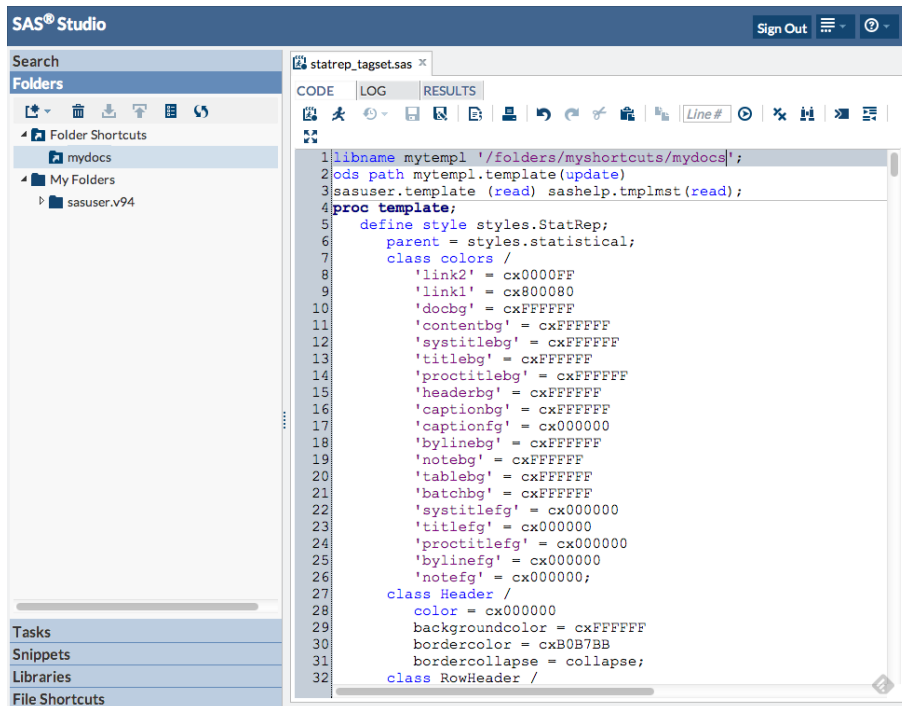 SAS® Studio
Sign Out
Search
Folders
Folder Shortcuts
mydocs
My Folders
sasuser.v94
Tasks
Snippets
Libraries
File Shortcuts
statrep_tagset.sas ×
CODE LOG RESULTS
Line #
1 libname mytempl '/folders/myshortcuts/mydocs';
2 ods path mytempl.template(update)
3 sasuser.template (read) sashelp.tmplmst(read);
4 proc template;
5 define style styles.StatRep;
6 parent = styles.statistical;
7 class colors /
8 'link2' = cx0000FF
9 'link1' = cx800080
10 'docbg' = cxFFFFFF
11 'contentbg' = cxFFFFFF
12 'systitlebg' = cxFFFFFF
13 'titlebg' = cxFFFFFF
14 'proctitlebg' = cxFFFFFF
15 'headerbg' = cxFFFFFF
16 'captionbg' = cxFFFFFF
17 'captionfg' = cx000000
18 'bylinebg' = cxFFFFFF
19 'notebg' = cxFFFFFF
20 'tablebg' = cxFFFFFF
21 'batchbg' = cxFFFFFF
22 'systitlefg' = cx000000
23 'titlefg' = cx000000
24 'proctitlefg' = cx000000
25 'bylinefg' = cx000000
26 'notefg' = cx000000;
27 class Header /
28 color = cx000000
29 backgroundcolor = cxFFFFFF
30 bordercolor = cxB0B7BB
31 bordercollapse = collapse;
32 class RowHeader /